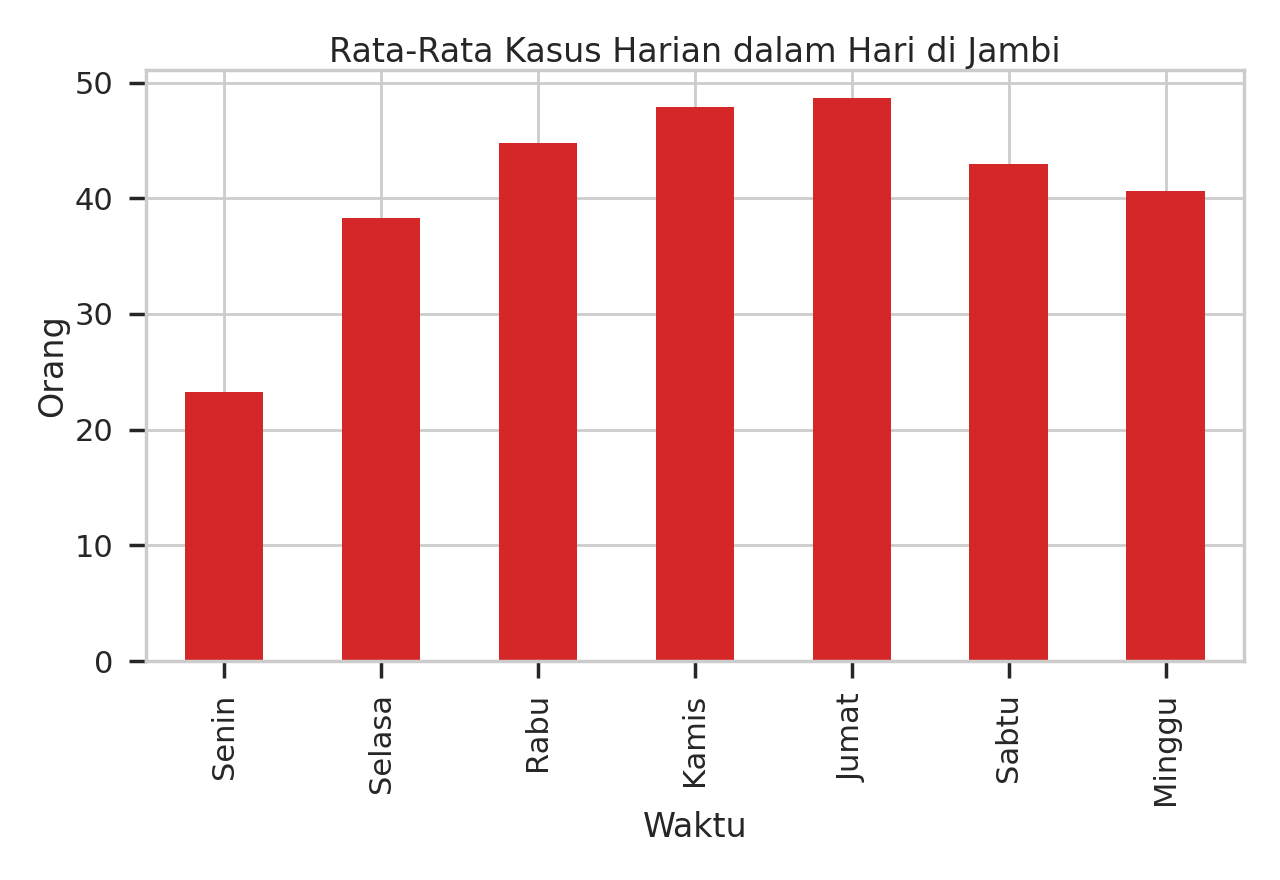 Rata-Rata Kasus Harian dalam Hari di Jambi
50
40
30
20
10
0
Orang
Senin
Selasa
Rabu
Kamis
Jumat
Sabtu
Minggu
Waktu